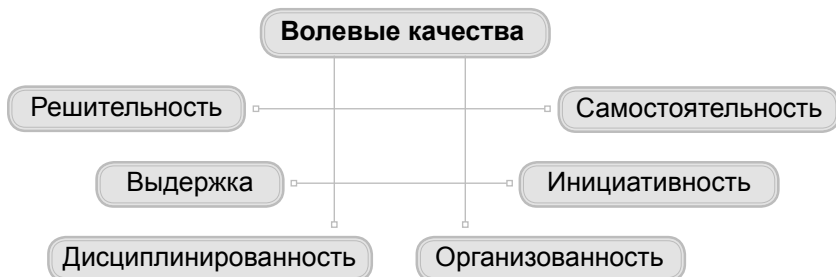 Волевые качества
Решительность
Самостоятельность
Выдержка
Инициативность
Дисциплинированность
Организованность